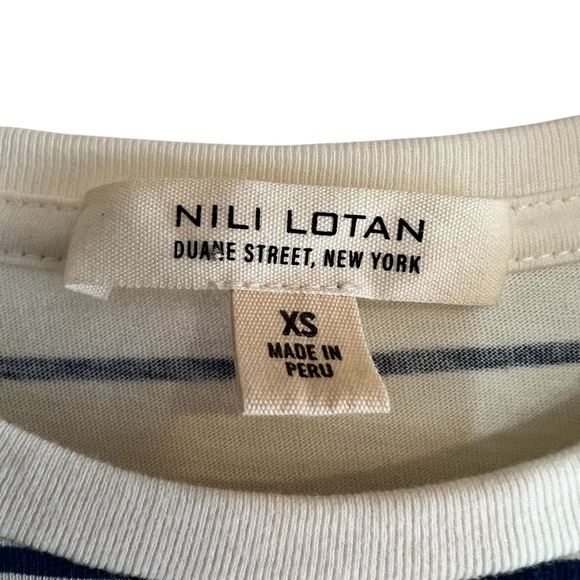 NILI LOTAN
DUANE STREET, NEW YORK
XS
MADE IN
PERU